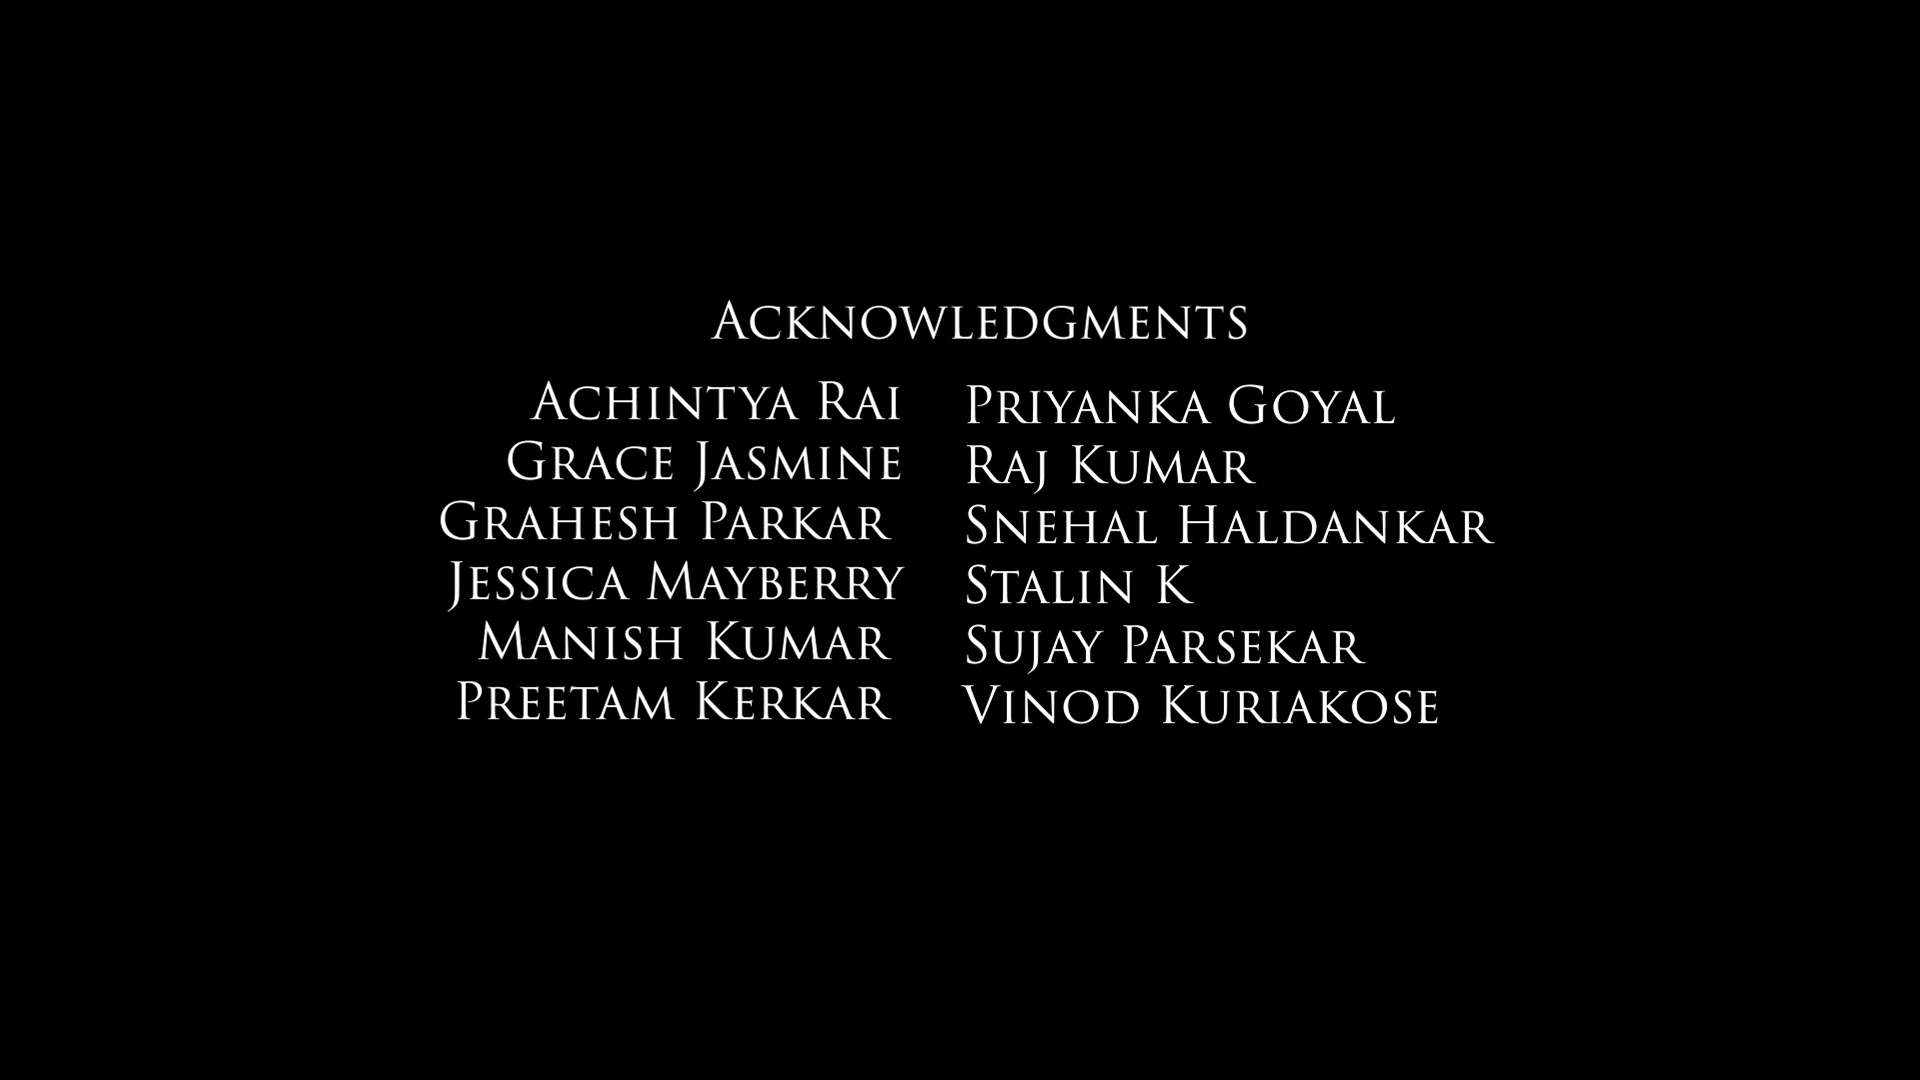 Acknowledgments
Achintya Rai
Grace Jasmine
Grahesh Parkar
Jessica Mayberry
Manish Kumar
Preetam Kerkar
Priyanka Goyal
Raj Kumar
Snehal Haldankar
Stalin K
Sujay Parsekar
Vinod Kuriakose